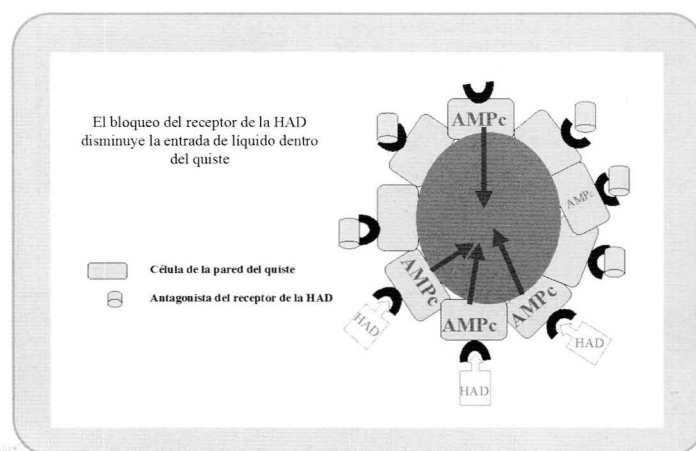 El bloqueo del receptor de la HAD
disminuye la entrada de líquido dentro
del quiste
Célula de la pared del quiste
Antagonista del receptor de la HAD
AMPc
AMPc
AMPc
AMPc
AMPc
HAD
HAD
HAD